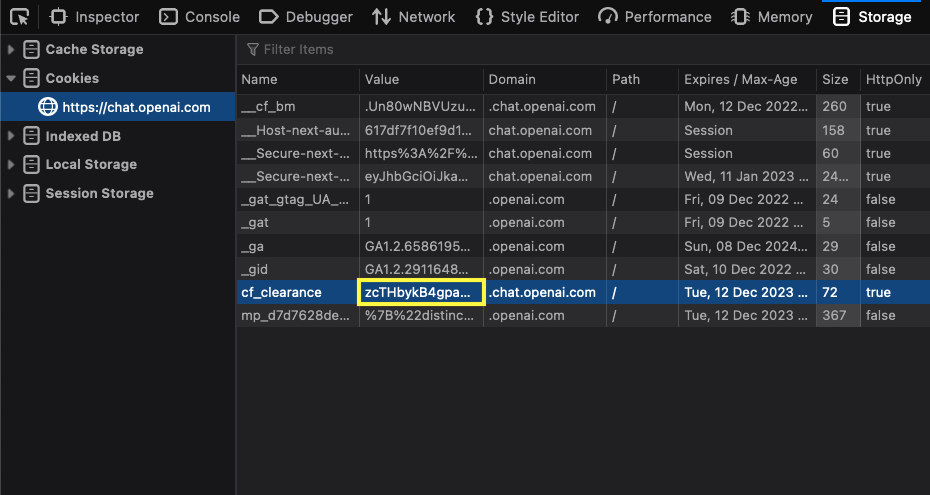 Inspector Console Debugger Network Style Editor Performance Memory Storage
Cache Storage
Cookies
https://chat.openai.com
Indexed DB
Local Storage
Session Storage
Filter Items
Name Value Domain Path Expires / Max-Age Size HttpOnly
__cf_bm .Un80wNBVUzu... .chat.openai.com / Mon, 12 Dec 2022... 260 true
__Host-next-au... 617df7f10ef9d1... chat.openai.com / Session 158 true
__Secure-next-... https%3A%2F%... chat.openai.com / Session 60 true
__Secure-next-... eyJhbGciOiJka... chat.openai.com / Wed, 11 Jan 2023 ... 24... true
_gat_gtag_UA_... 1 .openai.com / Fri, 09 Dec 2022 ... 24 false
_gat 1 .openai.com / Fri, 09 Dec 2022 ... 5 false
_ga GA1.2.6586195... .openai.com / Sun, 08 Dec 2024... 29 false
_gid GA1.2.2911648... .openai.com / Sat, 10 Dec 2022 ... 30 false
cf_clearance zcTHbykB4gpa... .chat.openai.com / Tue, 12 Dec 2023 ... 72 true
mp_d7d7628de... %7B%22distinc... .openai.com / Tue, 12 Dec 2023 ... 367 false